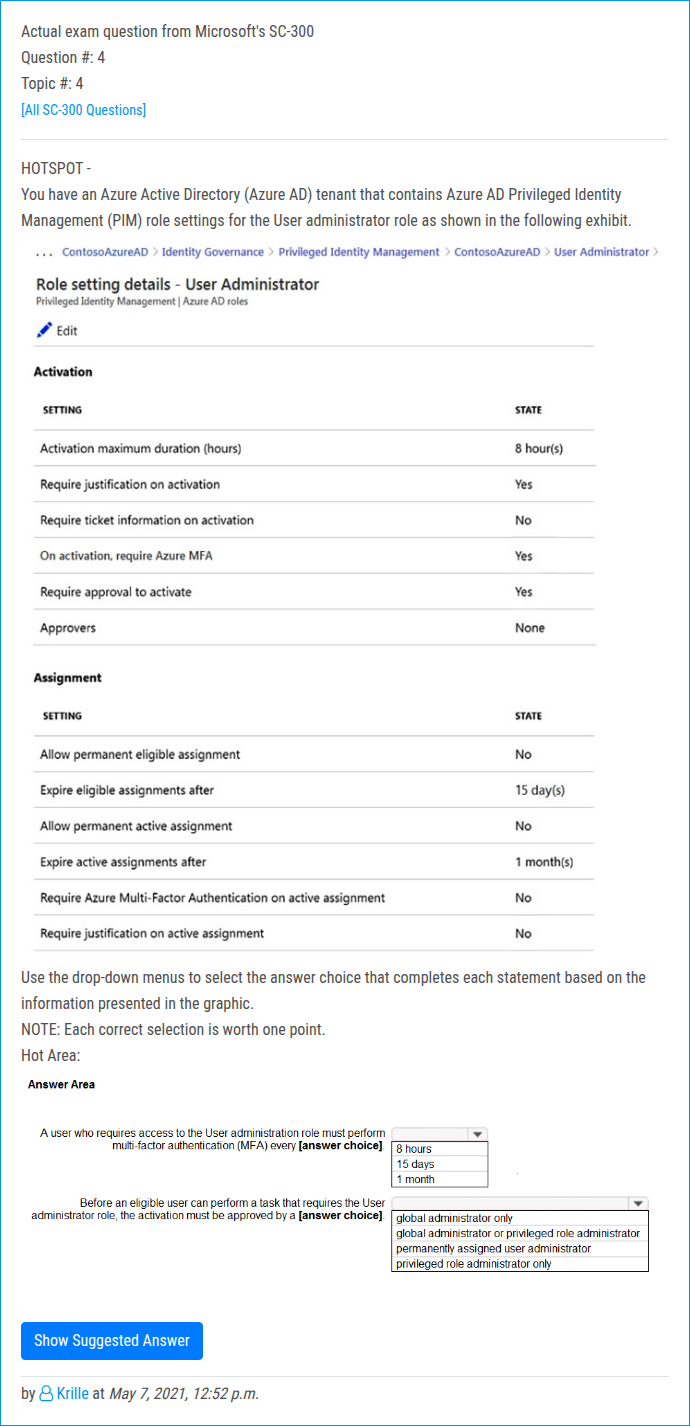 Actual exam question from Microsoft's SC-300
Question #: 4
Topic #: 4
[All SC-300 Questions]
HOTSPOT -
You have an Azure Active Directory (Azure AD) tenant that contains Azure AD Privileged Identity
Management (PIM) role settings for the User administrator role as shown in the following exhibit.
... ContosoAzureAD > Identity Governance > Privileged Identity Management > ContosoAzureAD > User Administrator >
Role setting details - User Administrator
Privileged Identity Management | Azure AD roles
Edit
Activation
SETTING STATE
Activation maximum duration (hours) 8 hour(s)
Require justification on activation Yes
Require ticket information on activation No
On activation, require Azure MFA Yes
Require approval to activate Yes
Approvers None
Assignment
SETTING STATE
Allow permanent eligible assignment No
Expire eligible assignments after 15 day(s)
Allow permanent active assignment No
Expire active assignments after 1 month(s)
Require Azure Multi-Factor Authentication on active assignment No
Require justification on active assignment No
Use the drop-down menus to select the answer choice that completes each statement based on the
information presented in the graphic.
NOTE: Each correct selection is worth one point.
Hot Area:
Answer Area
A user who requires access to the User administration role must perform
multi-factor authentication (MFA) every [answer choice].
8 hours
15 days
1 month
Before an eligible user can perform a task that requires the User
administrator role, the activation must be approved by a [answer choice].
global administrator only
global administrator or privileged role administrator
permanently assigned user administrator
privileged role administrator only
Show Suggested Answer
by Krille at May 7, 2021, 12:52 p.m.